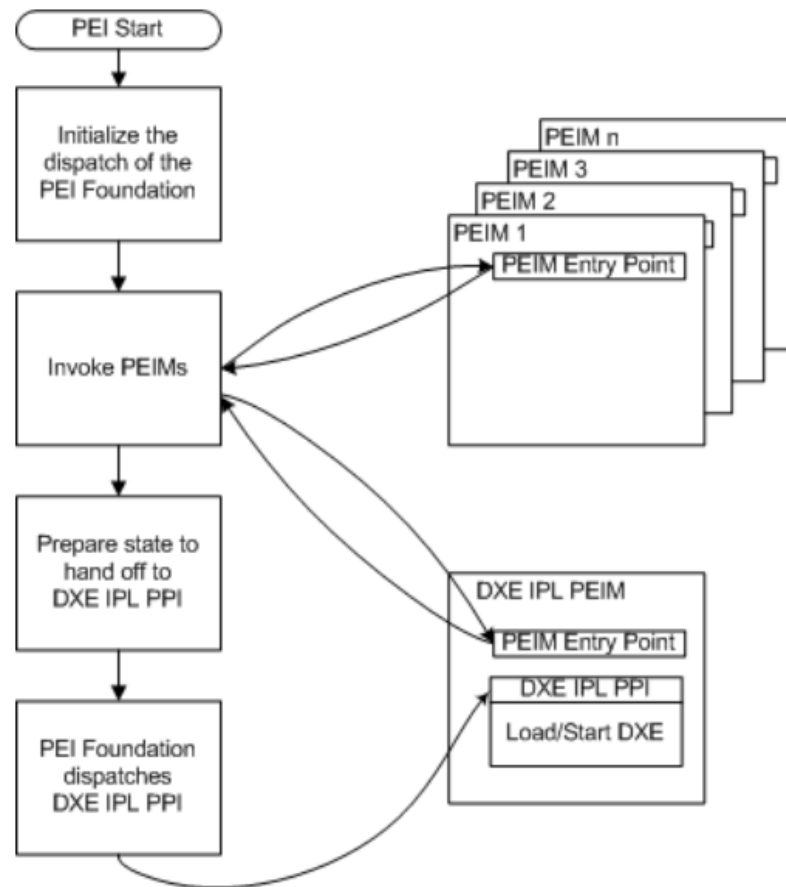 PEI Start
Initialize the
dispatch of the
PEI Foundation
Invoke PEIMs
Prepare state to
hand off to
DXE IPL PPI
PEI Foundation
dispatches
DXE IPL PPI
PEIM n
PEIM 3
PEIM 2
PEIM 1
PEIM Entry Point
DXE IPL PEIM
PEIM Entry Point
DXE IPL PPI
Load/Start DXE